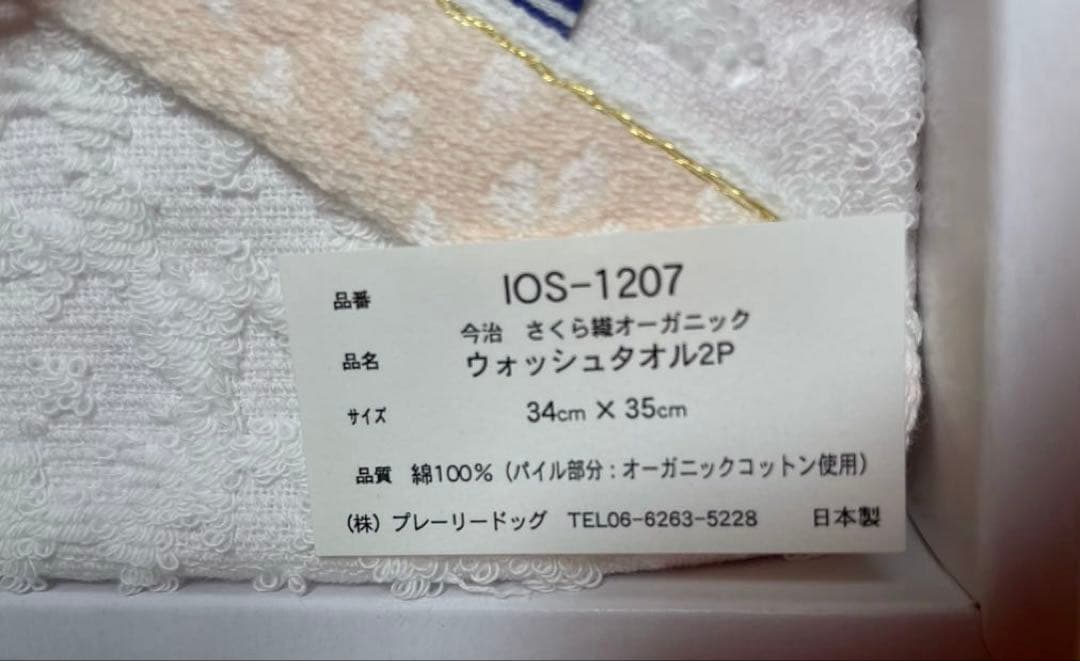 品番 IOS-1207
今治 さくら織オーガニック
品名 ウォッシュタオル2P
サイズ 34cm × 35cm
品質 綿100%（パイル部分：オーガニックコットン使用）
（株）プレーリードッグ TEL06-6263-5228 日本製